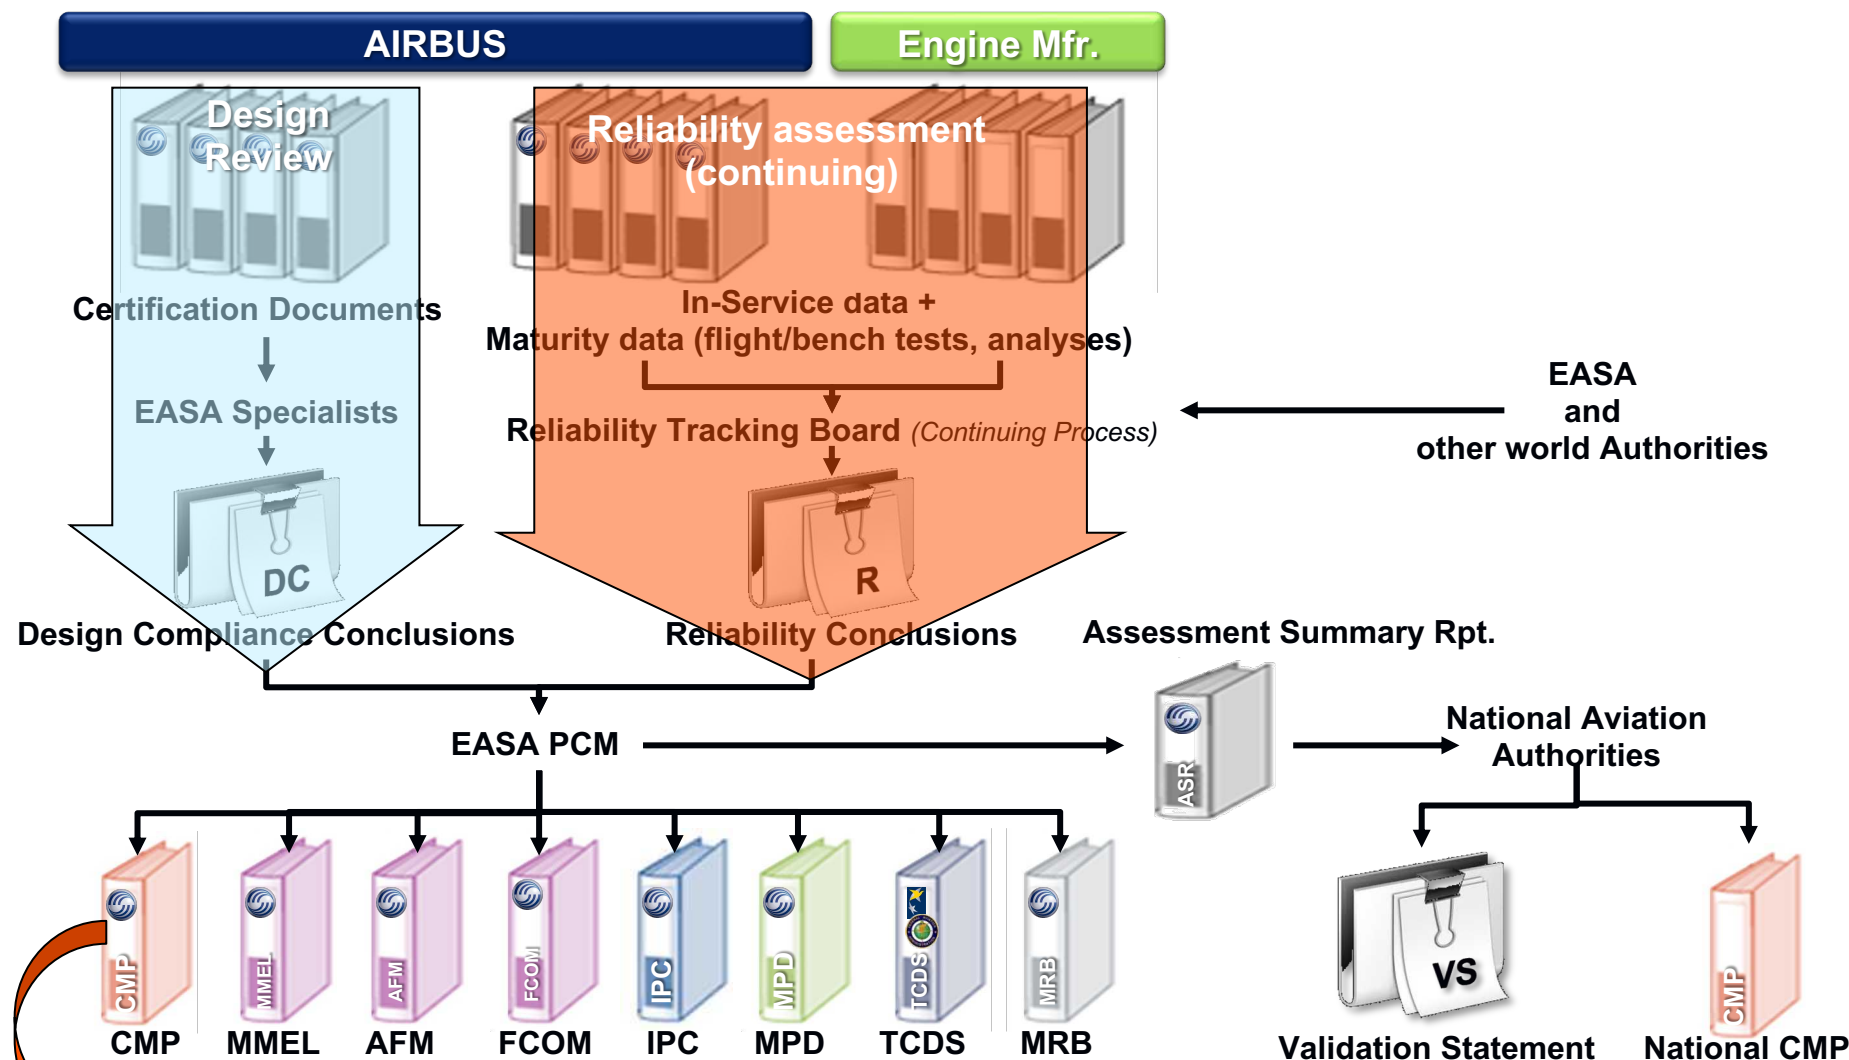 AIRBUS
Engine Mfr.
Design
Review
Reliability assessment
(continuing)
Certification Documents
In-Service data +
Maturity data (flight/bench tests, analyses)
EASA Specialists
Reliability Tracking Board (Continuing Process)
EASA
and
other world Authorities
DC
R
Design Compliance Conclusions
Reliability Conclusions
Assessment Summary Rpt.
ASR
EASA PCM
National Aviation
Authorities
CMP
MMEL
AFM
FCOM
IPC
MPD
TCDS
MRB
VS
CMP
CMP
MMEL
AFM
FCOM
IPC
MPD
TCDS
MRB
Validation Statement
National CMP